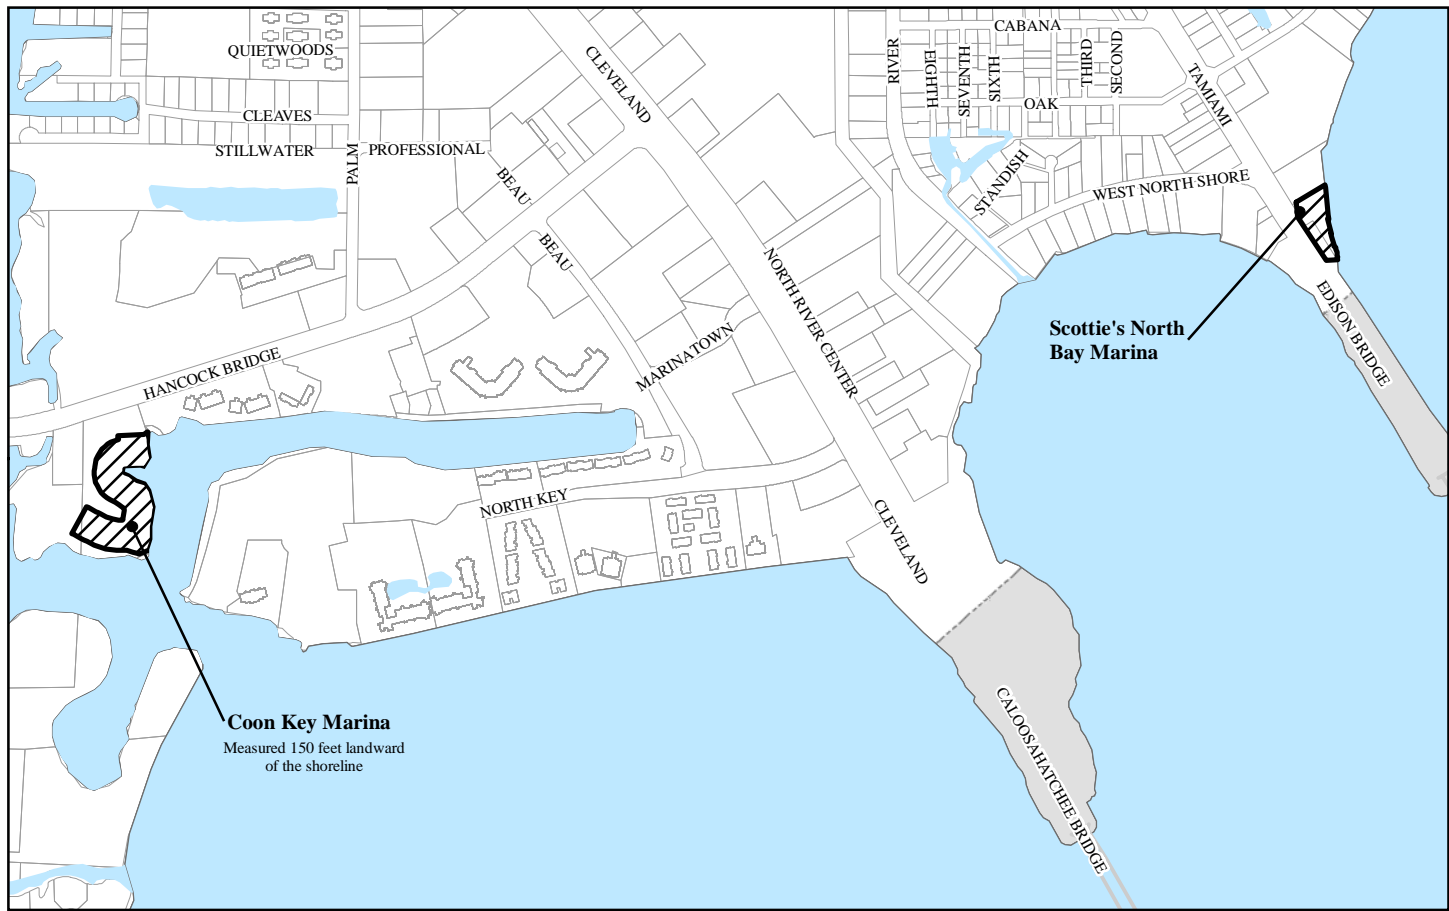 CABANA
QUIETWOODS
CLEVELAND
RIVER
EIGHTH
SEVENTH
SIXTH
THIRD
SECOND
TAMIAMI
OAK
CLEAVES
STILLWATER
PALM
PROFESSIONAL
BEAU
STANDISH
WEST NORTH SHORE
BEAU
NORTH RIVER CENTER
EDISON BRIDGE
Scottie's North
Bay Marina
MARINATOWN
HANCOCK BRIDGE
NORTH KEY
CLEVELAND
CALOOSAHATCHEE BRIDGE
Coon Key Marina
Measured 150 feet landward
of the shoreline